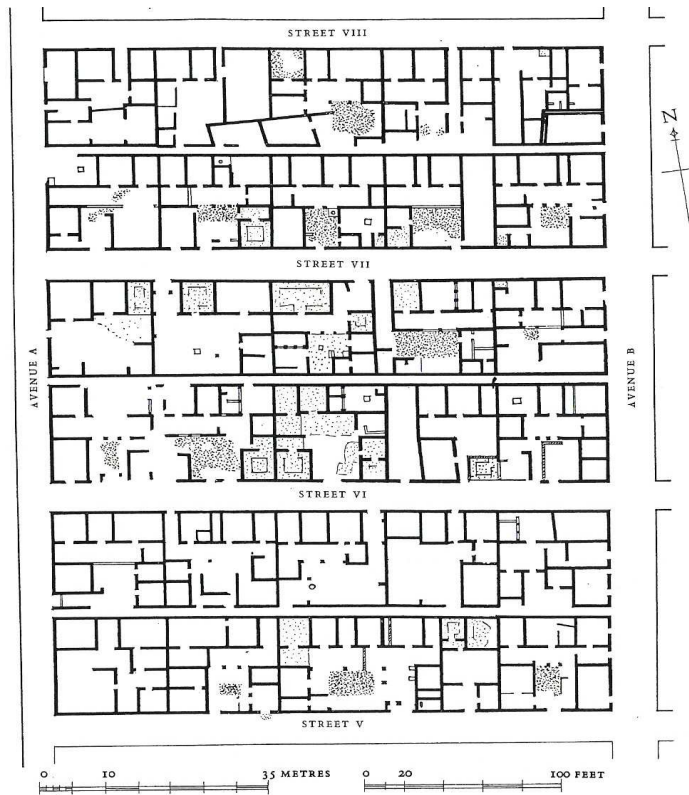 STREET VIII
N
STREET VII
AVENUE A
AVENUE B
STREET VI
STREET V
0 10 35 METRES 0 20 100 FEET